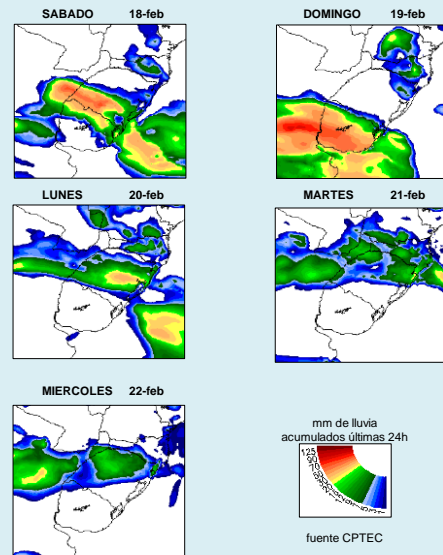 SABADO 18-feb
DOMINGO 19-feb
LUNES 20-feb
MARTES 21-feb
MIERCOLES 22-feb
mm de lluvia
acumulados últimas 24h
fuente CPTEC